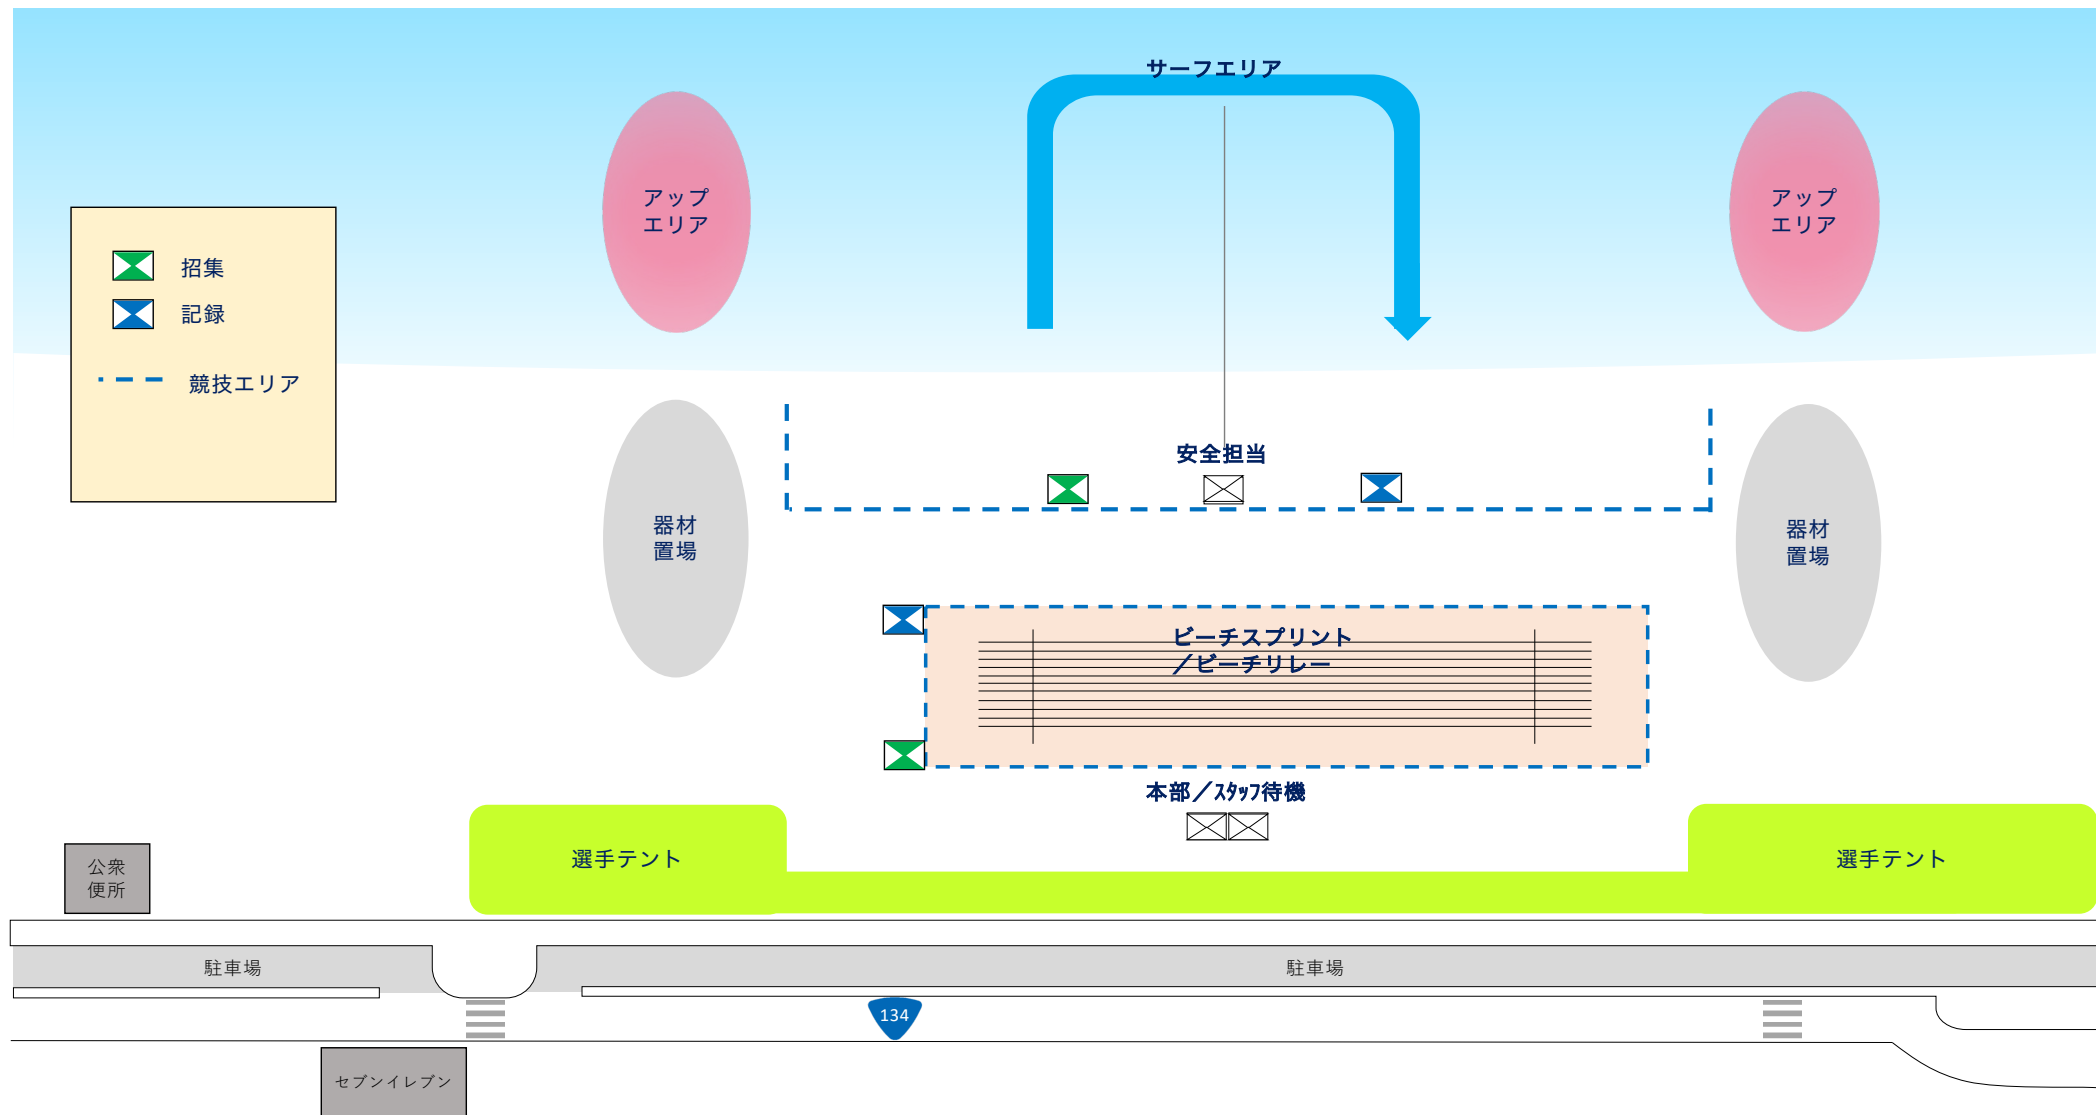 サーフエリア
アップ
エリア
アップ
エリア
招集
記録
競技エリア
安全担当
器材
置場
器材
置場
ビーチスプリント
／ビーチリレー
本部／ｽﾀｯﾌ待機
選手テント
選手テント
公衆
便所
駐車場
駐車場
134
セブンイレブン